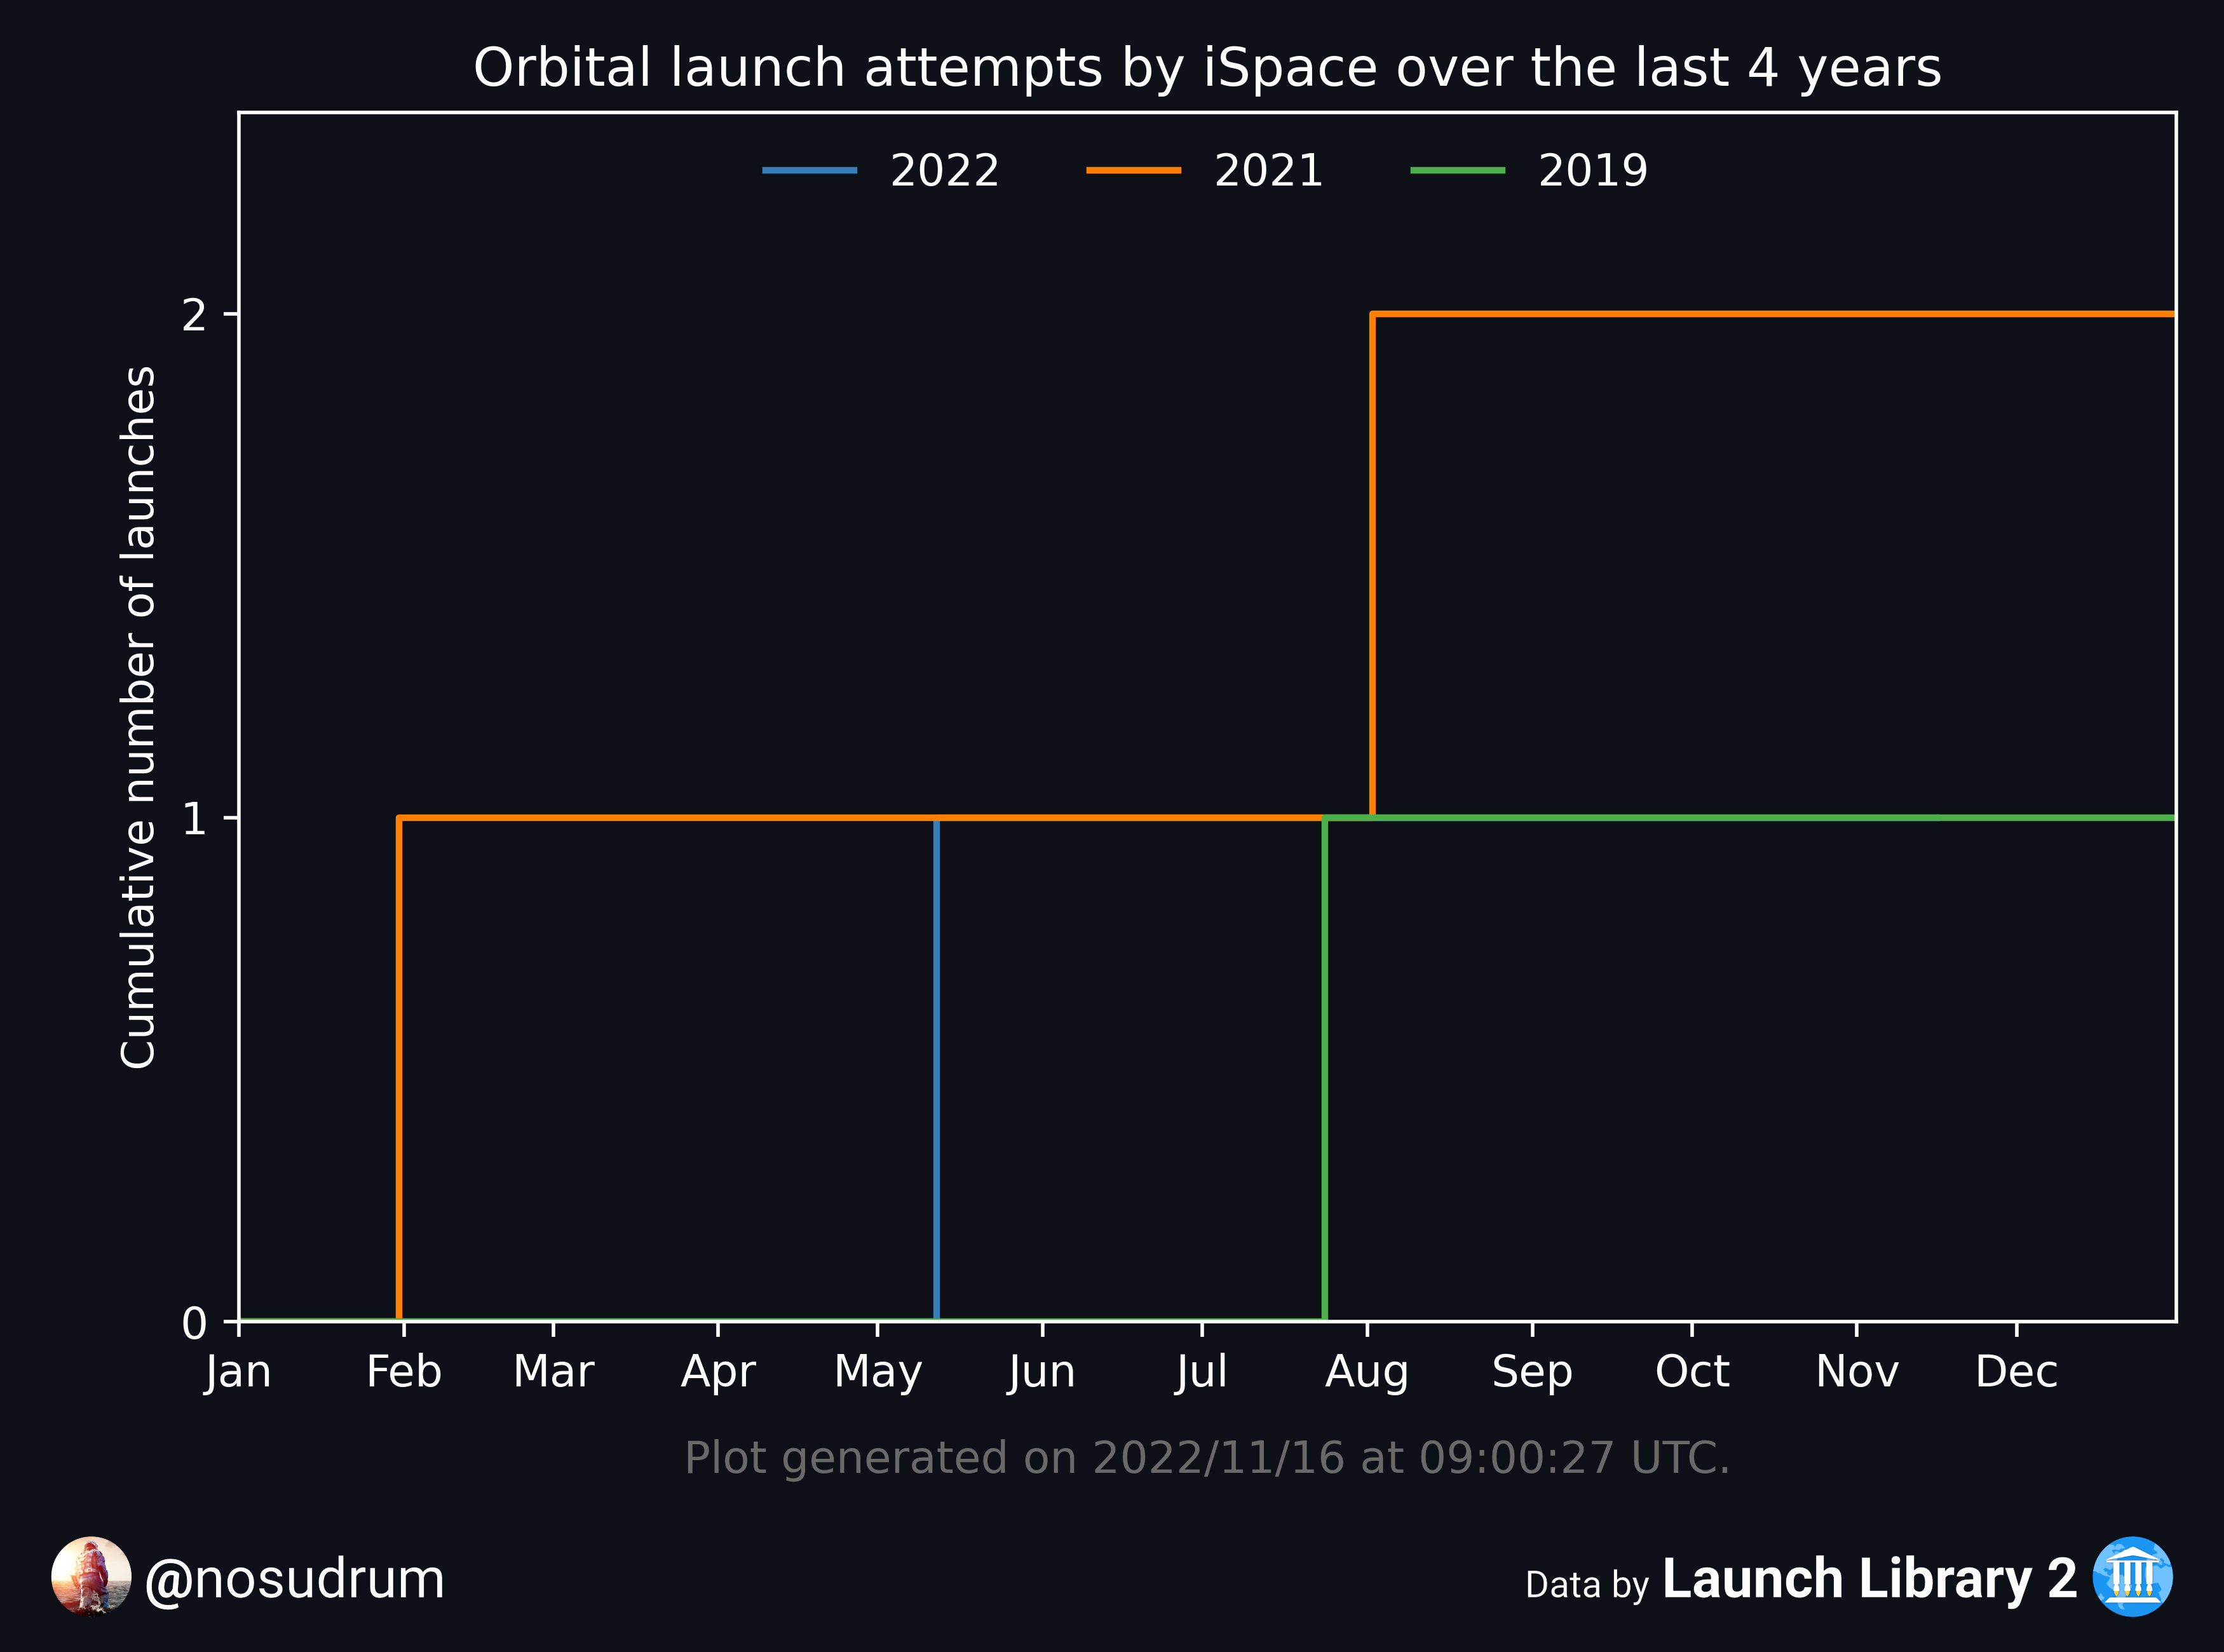 Orbital launch attempts by iSpace over the last 4 years
2022 2021 2019
Cumulative number of launches
2
1
0
Jan Feb Mar Apr May Jun Jul Aug Sep Oct Nov Dec
Plot generated on 2022/11/16 at 09:00:27 UTC.
@nosudrum
Data by Launch Library 2